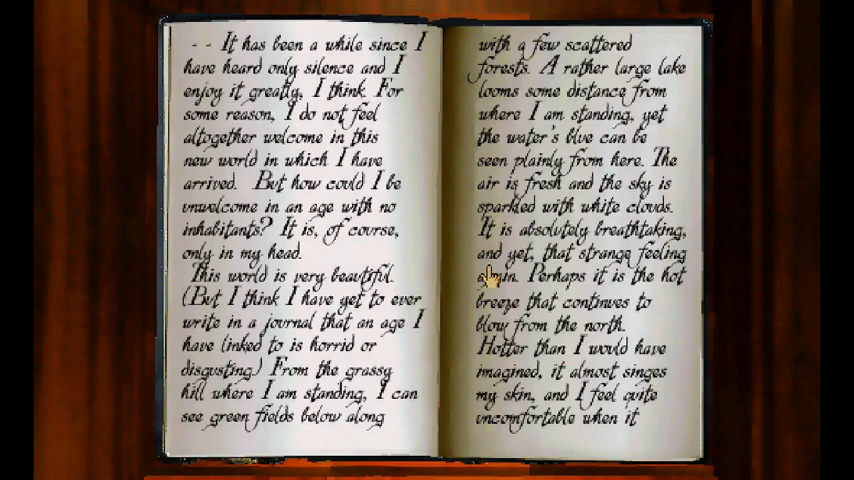 - - It has been a while since I
have heard only silence and I
enjoy it greatly, I think. For
some reason, I do not feel
altogether welcome in this
new world in which I have
arrived. But how could I be
unwelcome in an age with no
inhabitants? It is, of course,
only in my head.
This world is very beautiful.
(But I think I have yet to ever
write in a journal that an age I
have linked to is horrid or
disgusting.) From the grassy
hill where I am standing, I can
see green fields below along
with a few scattered
forests. A rather large lake
looms some distance from
where I am standing, yet
the water's blue can be
seen plainly from here. The
air is fresh and the sky is
sparkled with white clouds.
It is absolutely breathtaking,
and yet, that strange feeling
again. Perhaps it is the hot
breeze that continues to
blow from the north.
Hotter than I would have
imagined, it almost singes
my skin, and I feel quite
uncomfortable when it